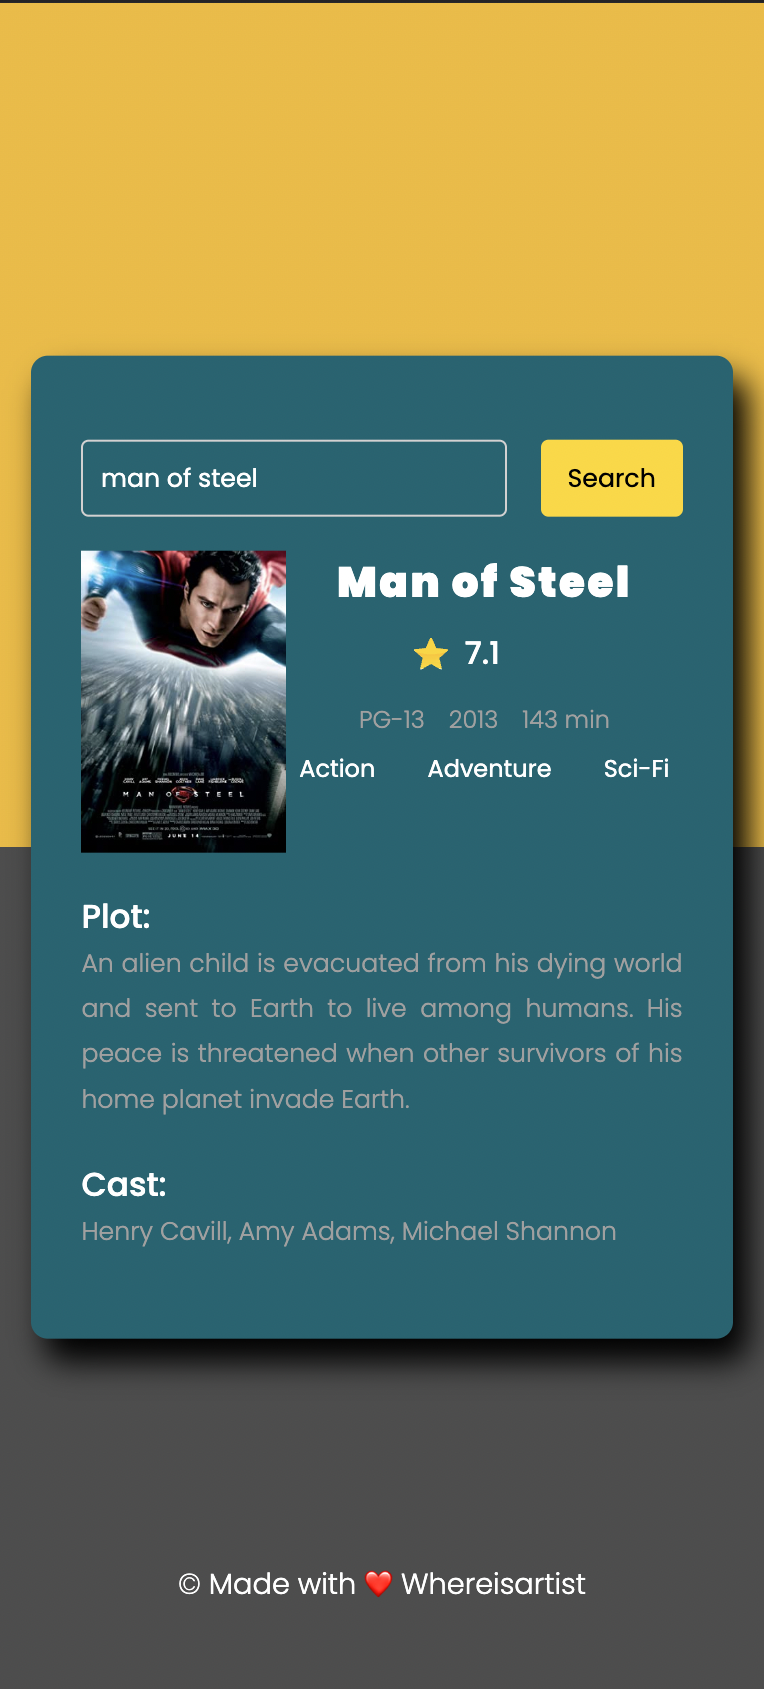 man of steel
Search
Man of Steel
⭐ 7.1
PG-13 2013 143 min
Action Adventure Sci-Fi
MAN OF STEEL
JUNE 14
Plot:
An alien child is evacuated from his dying world
and sent to Earth to live among humans. His
peace is threatened when other survivors of his
home planet invade Earth.
Cast:
Henry Cavill, Amy Adams, Michael Shannon
© Made with ❤️ Whereisartist